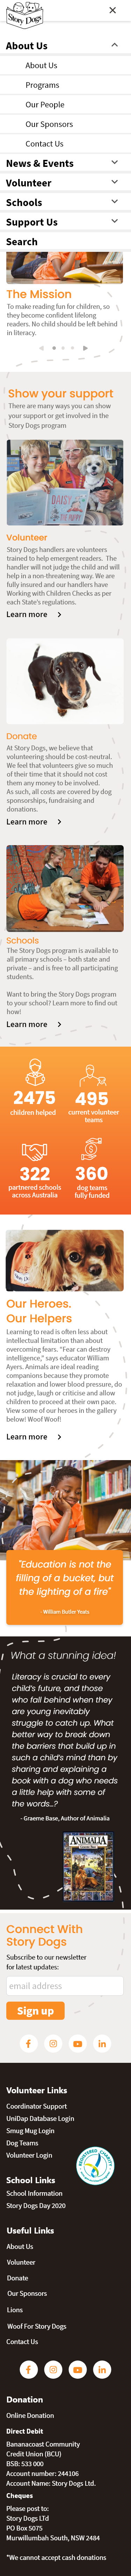 Story Dogs
About Us
About Us
Programs
Our People
Our Sponsors
Contact Us
News & Events
Volunteer
Schools
Support Us
Search
The Mission
To make reading fun for children, so
they become confident lifelong
readers. No child should be left behind
in literacy.
Show your support
There are many ways you can show
your support or get involved in the
Story Dogs program
Volunteer
Story Dogs handlers are volunteers
trained to help emergent readers. The
handler will not judge the child and will
help in a non-threatening way. We are
fully insured and our handlers have
Working with Children Checks as per
each State's regulations.
Learn more
Donate
At Story Dogs, we believe that
volunteering should be cost-neutral.
We feel that volunteers give so much
of their time that it should not cost
them any money to be involved.
As such, all costs are covered by dog
sponsorships, fundraising and
donations.
Learn more
Schools
The Story Dogs program is available to
all primary schools – both state and
private – and is free to all participating
students.
Want to bring the Story Dogs program
to your school? Learn more to find out
how!
Learn more
2475
children helped
495
current volunteer
teams
322
partnered schools
across Australia
360
dog teams
fully funded
Our Heroes.
Our Helpers
Learning to read is often less about
intellectual limitation than about
overcoming fears. "Fear can destroy
intelligence," says educator William
Ayers. Animals are ideal reading
companions because they promote
relaxation and lower blood pressure, do
not judge, laugh or criticise and allow
children to proceed at their own pace.
View some of our heroes in the gallery
below! Woof Woof!
Learn more
"Education is not the
filling of a bucket, but
the lighting of a fire"
- William Butler Yeats
What a stunning idea!
Literacy is crucial to every
child's future, and those
who fall behind when they
are young inevitably
struggle to catch up. What
better way to break down
the barriers that build up in
such a child's mind than by
sharing and explaining a
book with a dog who needs
a little help with some of
the words...?
- Graeme Base, Author of Animalia
ANIMALIA
Connect With
Story Dogs
Subscribe to our newsletter
for latest updates:
email address
Sign up
Volunteer Links
Coordinator Support
UniDap Database Login
Smug Mug Login
Dog Teams
Volunteer Login
School Links
School Information
Story Dogs Day 2020
Useful Links
About Us
Volunteer
Donate
Our Sponsors
Lions
Woof For Story Dogs
Contact Us
Donation
Online Donation
Direct Debit
Bananacoast Community
Credit Union (BCU)
BSB: 533 000
Account number: 244106
Account Name: Story Dogs Ltd.
Cheques
Please post to:
Story Dogs LTd
PO Box 5075
Murwillumbah South, NSW 2484
*We cannot accept cash donations